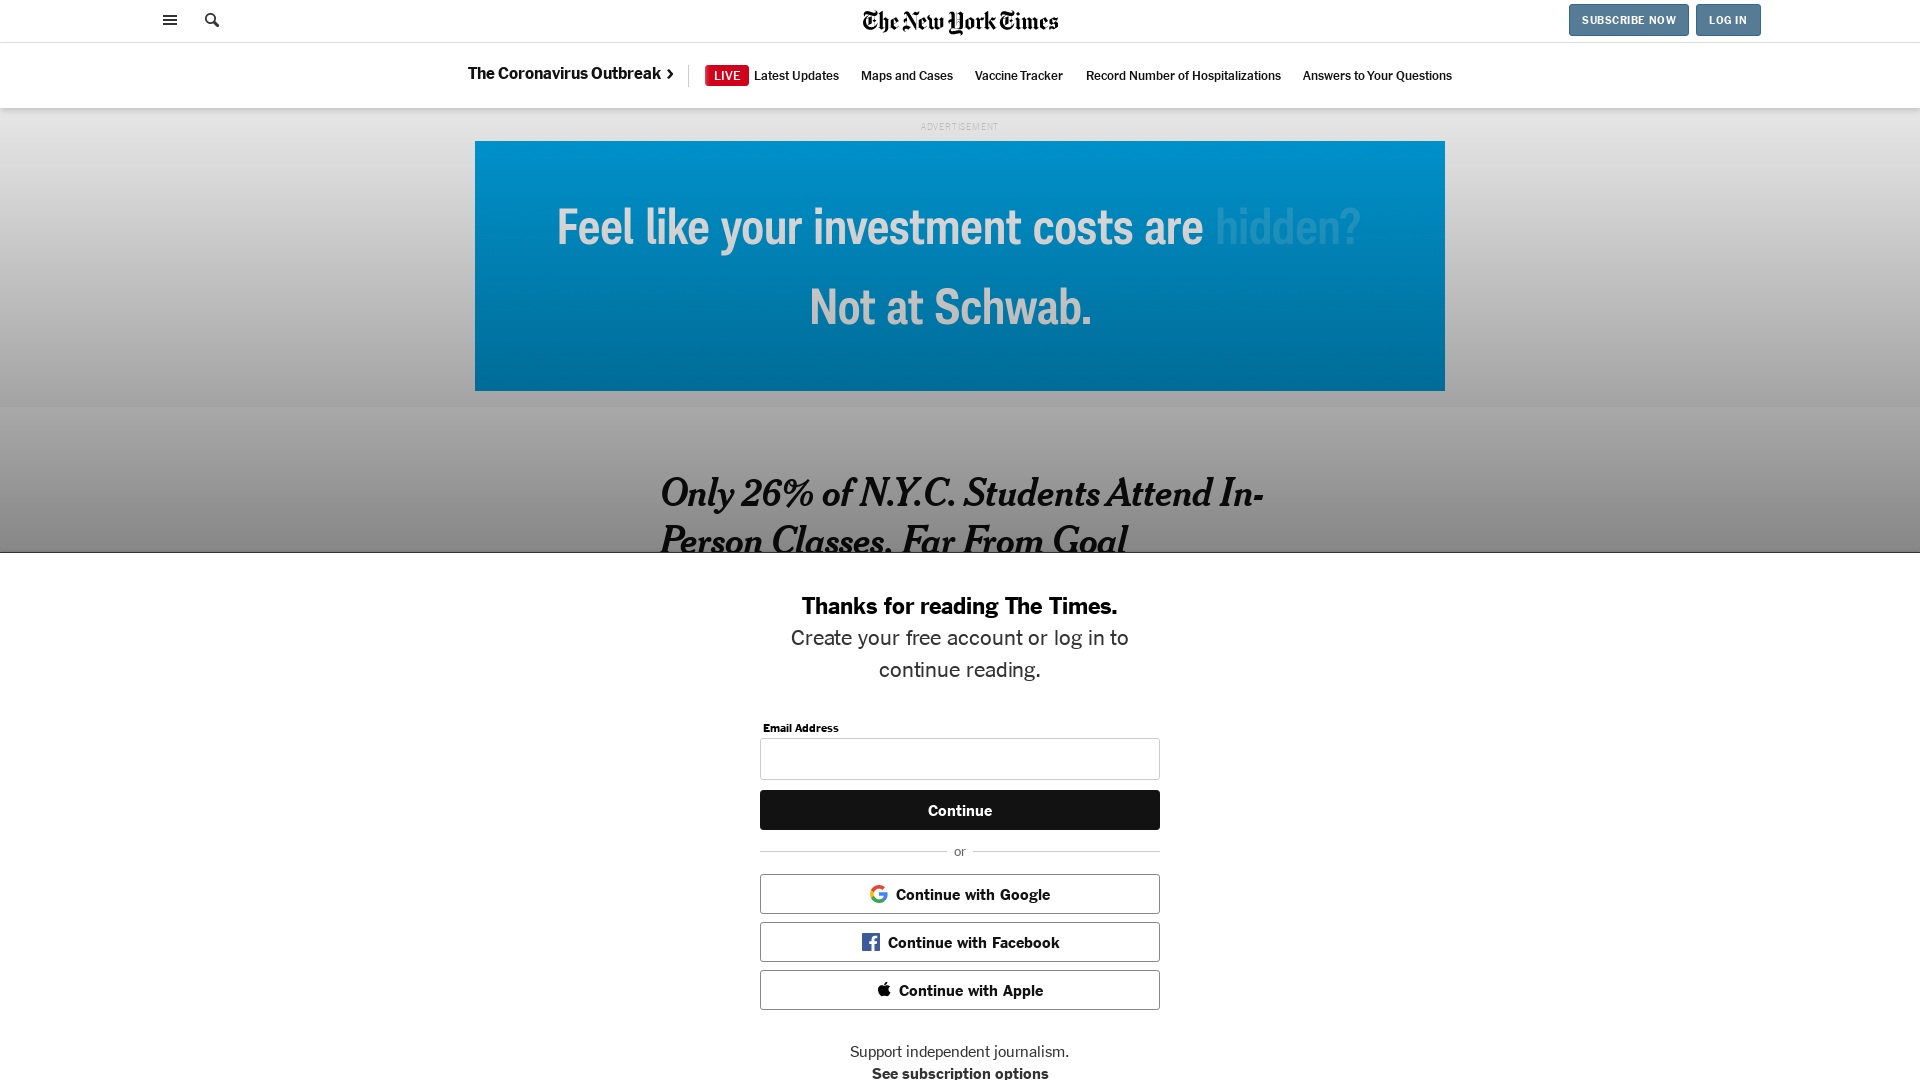 The New York Times
SUBSCRIBE NOW
LOG IN
The Coronavirus Outbreak
LIVE Latest Updates
Maps and Cases
Vaccine Tracker
Record Number of Hospitalizations
Answers to Your Questions
ADVERTISEMENT
Feel like your investment costs are hidden?
Not at Schwab.
Only 26% of N.Y.C. Students Attend In-
Person Classes, Far From Goal
Thanks for reading The Times.
Create your free account or log in to
continue reading.
Email Address
Continue
or
Continue with Google
Continue with Facebook
Continue with Apple
Support independent journalism.
See subscription options